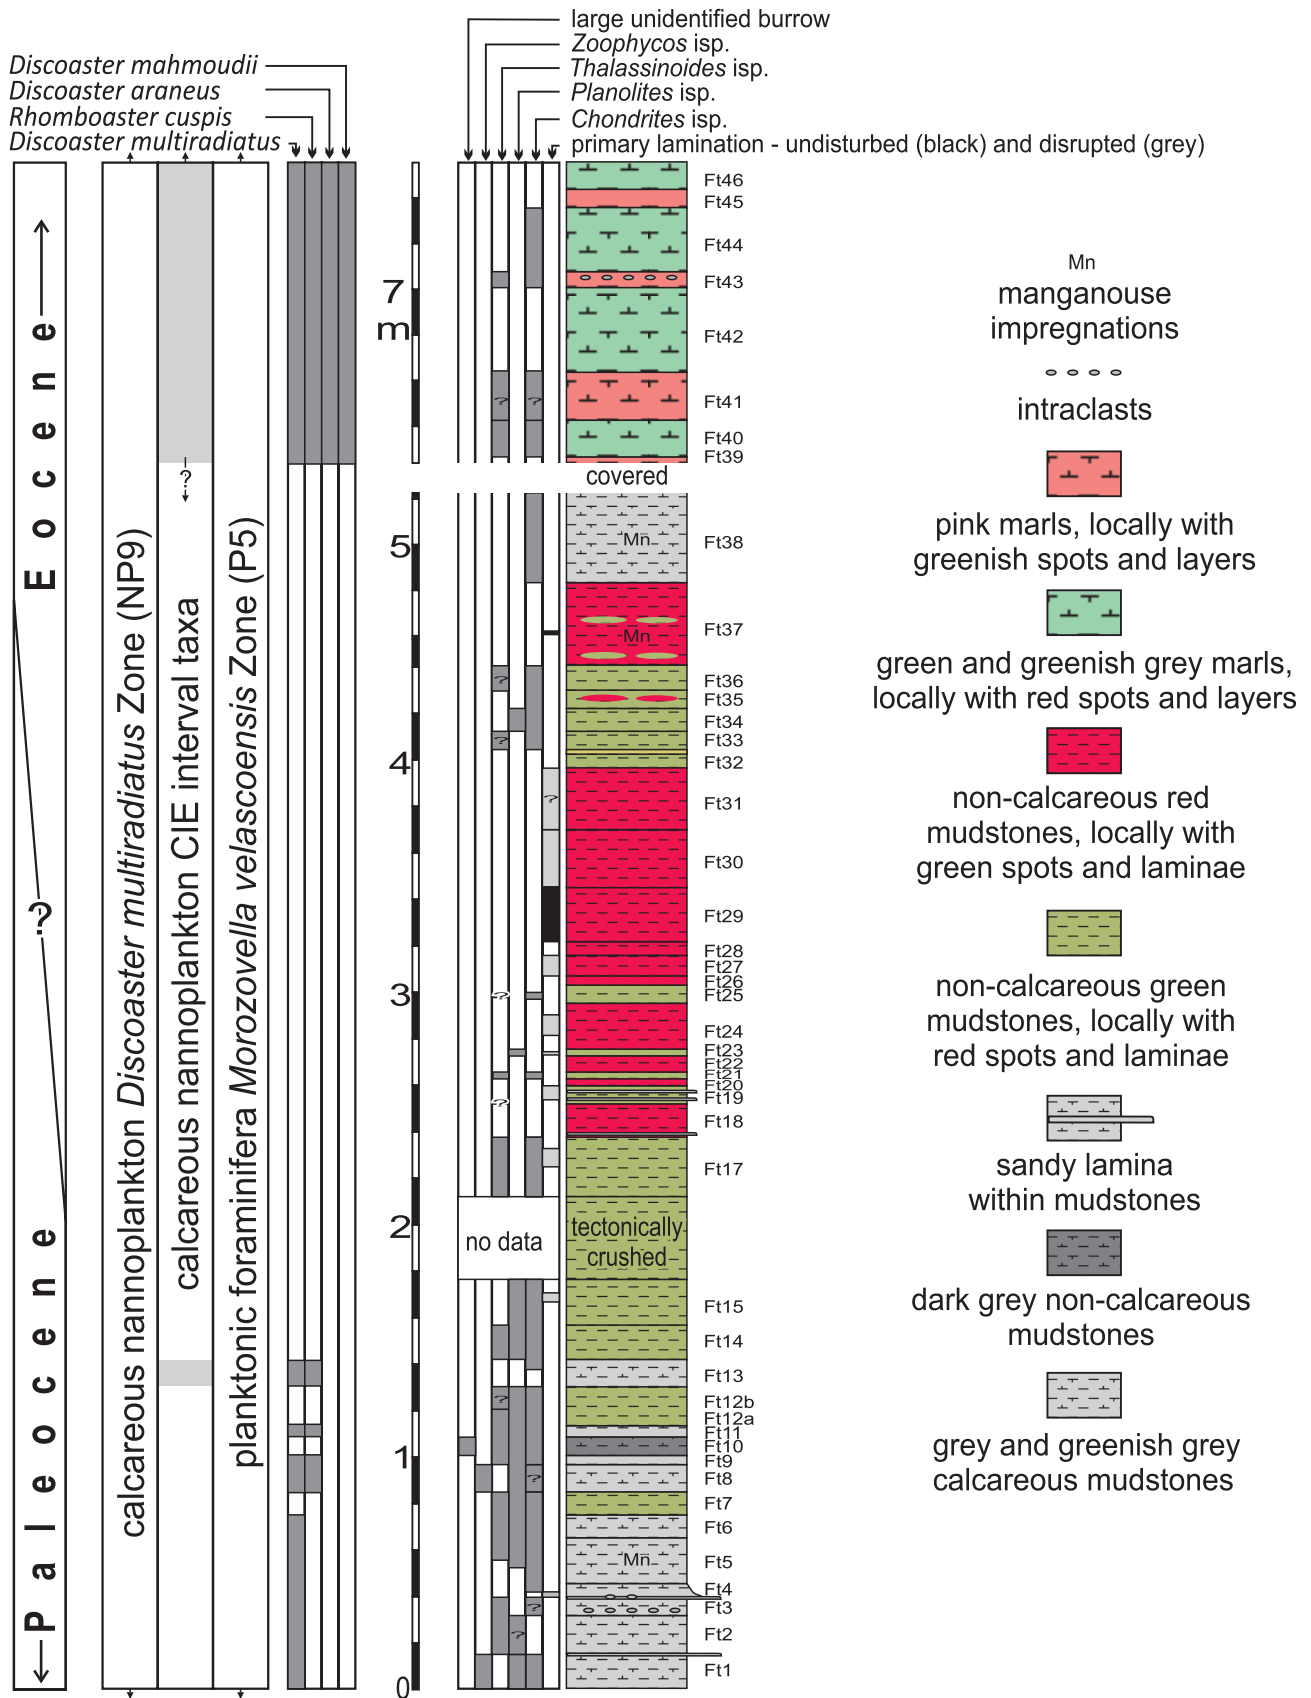 large unidentified burrow
Zoophycos isp.
Thalassinoides isp.
Planolites isp.
Chondrites isp.
primary lamination - undisturbed (black) and disrupted (grey)
Discoaster mahmoudii
Discoaster araneus
Rhomboaster cuspis
Discoaster multiradiatus
Eocene
?
Paleocene
calcareous nannoplankton Discoaster multiradiatus Zone (NP9)
calcareous nannoplankton CIE interval taxa
?
planktonic foraminifera Morozovella velascoensis Zone (P5)
7
m
5
4
3
2
1
0
? ?
?
?
?
?
?
no data
?
?
?
?
covered
Mn
Mn
tectonically
crushed
Mn
Ft46
Ft45
Ft44
Ft43
Ft42
Ft41
Ft40
Ft39
Ft38
Ft37
Ft36
Ft35
Ft34
Ft33
Ft32
Ft31
Ft30
Ft29
Ft28
Ft27
Ft26
Ft25
Ft24
Ft23
Ft22
Ft21
Ft20
Ft19
Ft18
Ft17
Ft15
Ft14
Ft13
Ft12b
Ft12a
Ft11
Ft10
Ft9
Ft8
Ft7
Ft6
Ft5
Ft4
Ft3
Ft2
Ft1
Mn
manganouse
impregnations
intraclasts
pink marls, locally with
greenish spots and layers
green and greenish grey marls,
locally with red spots and layers
non-calcareous red
mudstones, locally with
green spots and laminae
non-calcareous green
mudstones, locally with
red spots and laminae
sandy lamina
within mudstones
dark grey non-calcareous
mudstones
grey and greenish grey
calcareous mudstones